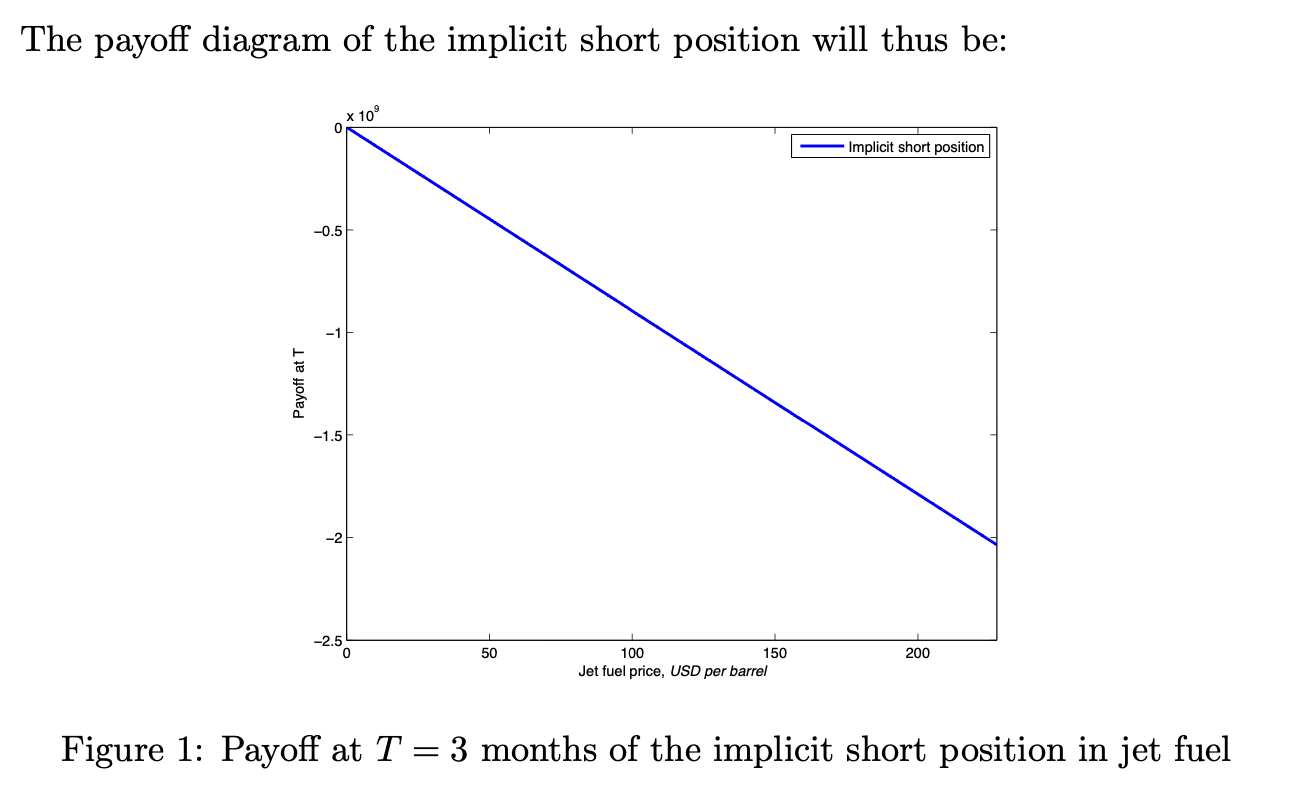 The payoff diagram of the implicit short position will thus be:
x 10⁹
0
Implicit short position
−0.5
−1
Payoff at T
−1.5
−2
−2.5
0 50 100 150 200
Jet fuel price, USD per barrel
Figure 1: Payoff at T = 3 months of the implicit short position in jet fuel